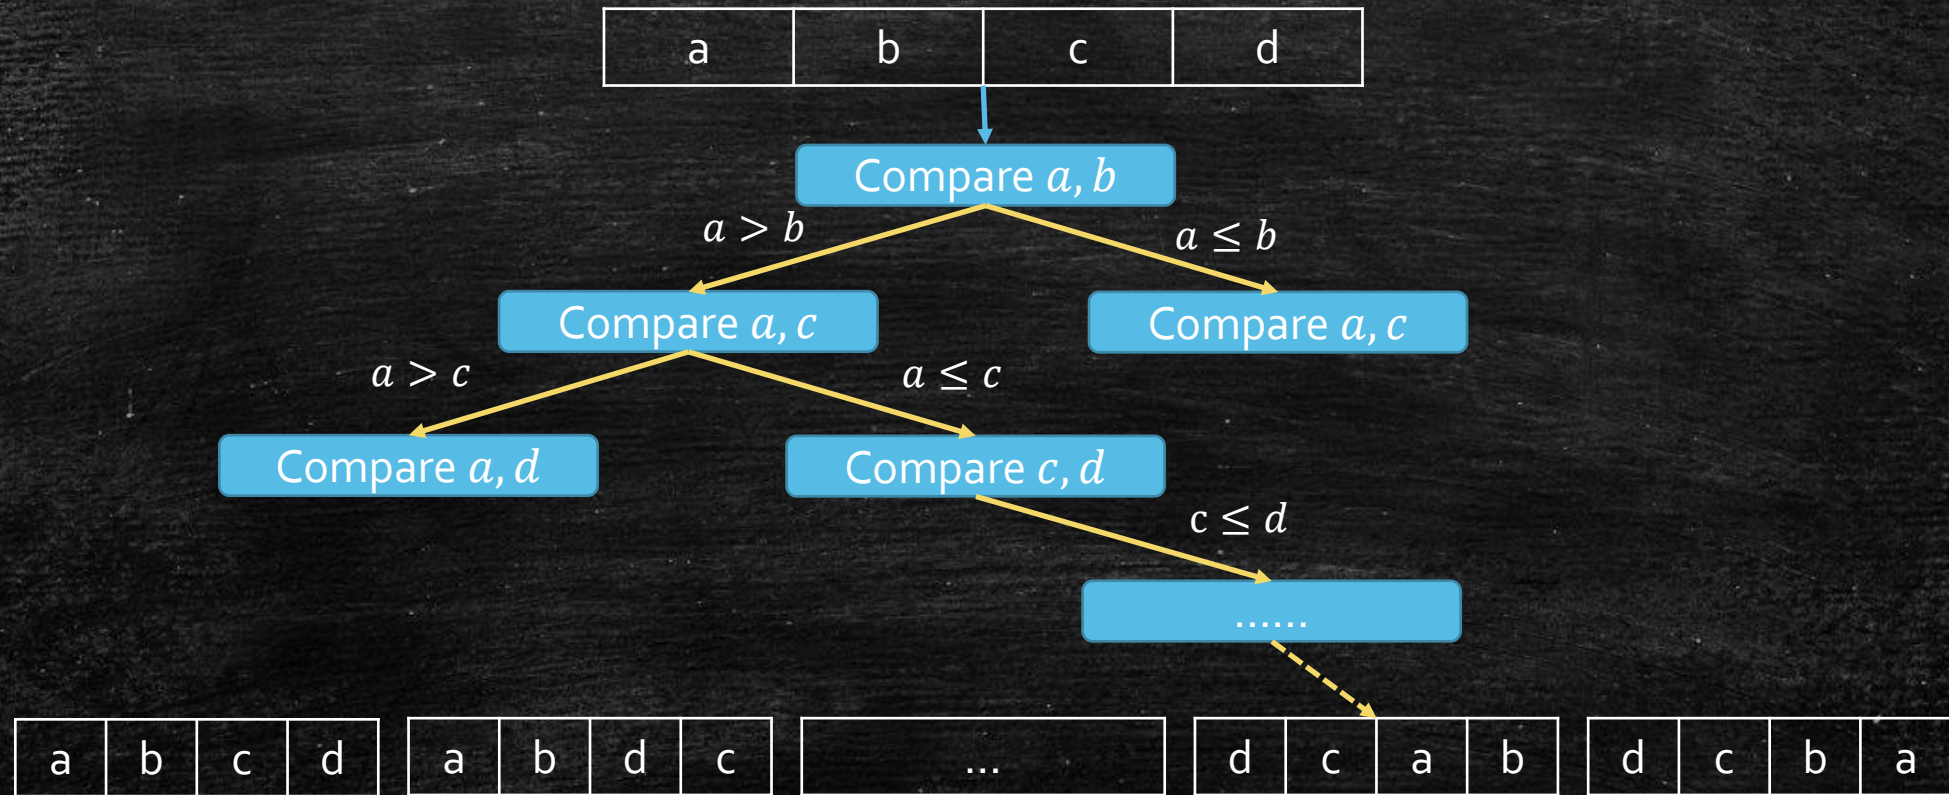 a b c d
Compare a, b
a > b a ≤ b
Compare a, c Compare a, c
a > c a ≤ c
Compare a, d Compare c, d
c ≤ d
......
a b c d a b d c ... d c a b d c b a